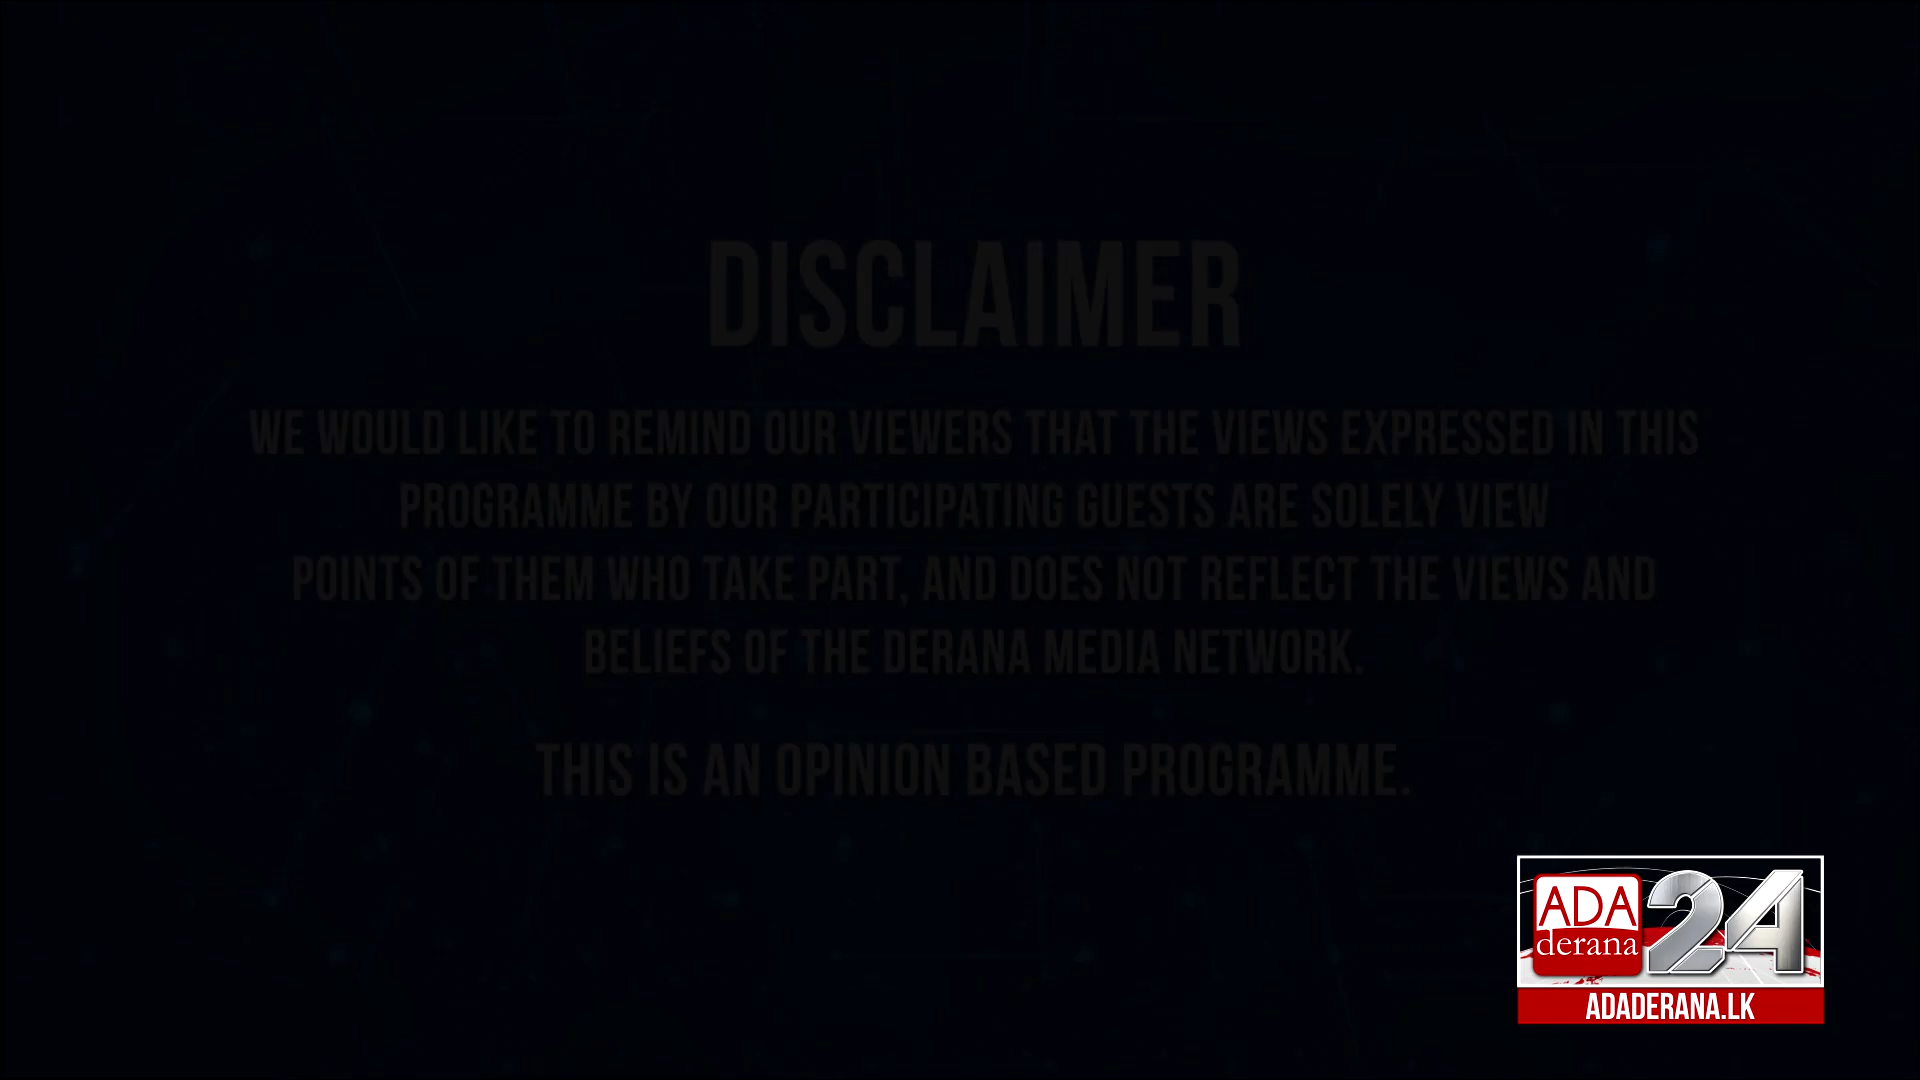 DISCLAIMER
WE WOULD LIKE TO REMIND OUR VIEWERS THAT THE VIEWS EXPRESSED IN THIS
PROGRAMME BY OUR PARTICIPATING GUESTS ARE SOLELY VIEW
POINTS OF THEM WHO TAKE PART, AND DOES NOT REFLECT THE VIEWS AND
BELIEFS OF THE DERANA MEDIA NETWORK.
THIS IS AN OPINION BASED PROGRAMME.
ADA
derana
24
ADADERANA.LK